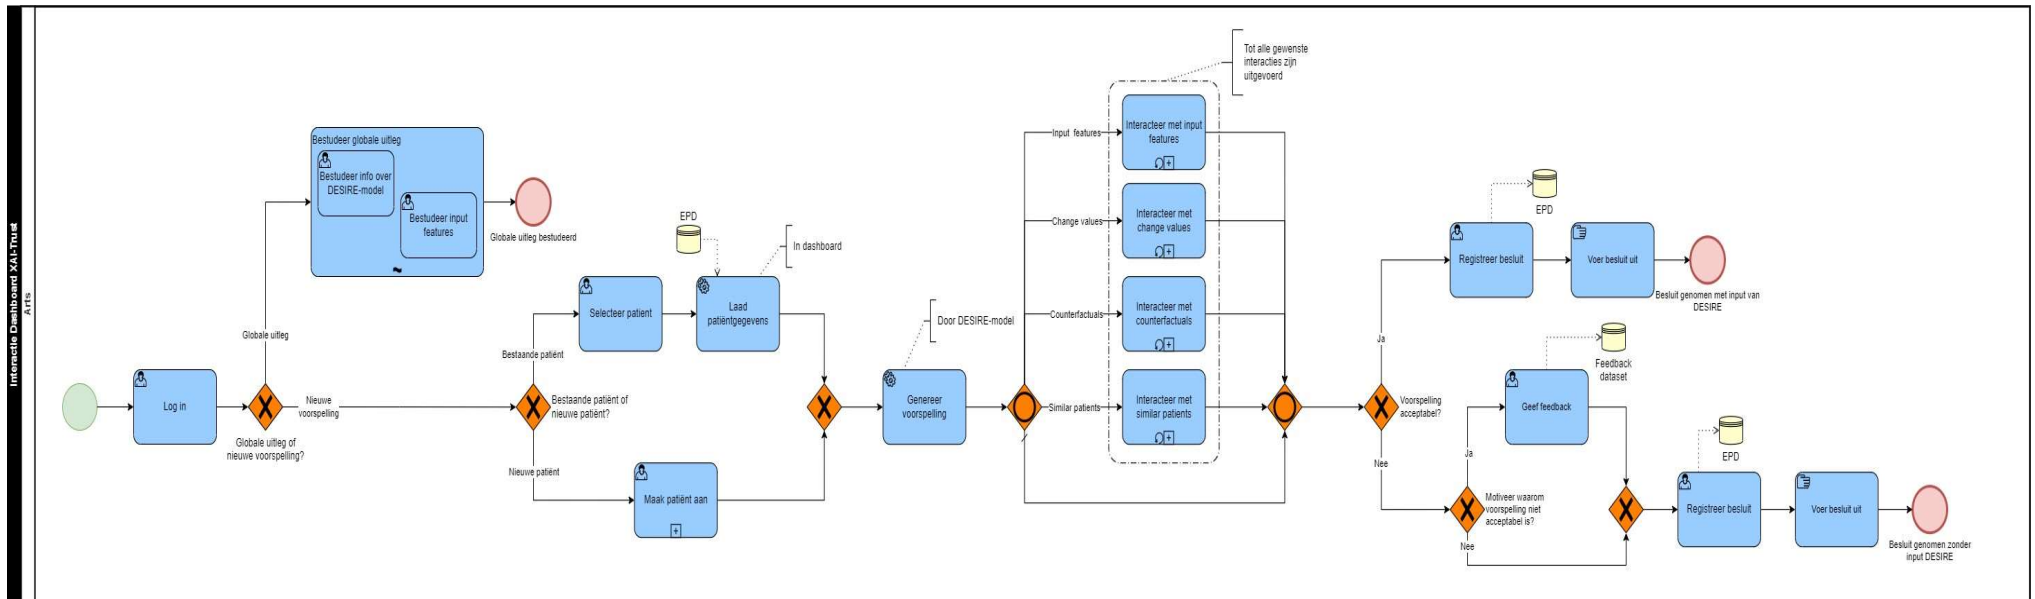 Interactie Dashboard XAI-Trust
Arts
Log in
Globale uitleg of
nieuwe voorspelling?
Globale uitleg
Bestudeer globale uitleg
Bestudeer info over
DESIRE-model
Bestudeer input
features
Globale uitleg bestudeerd
Nieuwe
voorspelling
Bestaande patiënt of
nieuwe patiënt?
Bestaande patiënt
Selecteer patient
EPD
Laad
patiëntgegevens
In dashboard
Nieuwe patiënt
Maak patiënt aan
Genereer
voorspelling
Door DESIRE-model
Tot alle gewenste
interacties zijn
uitgevoerd
Input features
Interacteer met input
features
Change values
Interacteer met
change values
Counterfactuals
Interacteer met
counterfactuals
Similar patients
Interacteer met
similar patients
Voorspelling
acceptabel?
Ja
Registreer besluit
EPD
Voer besluit uit
Besluit genomen met input van
DESIRE
Nee
Motiveer waarom
voorspelling niet
acceptabel is?
Ja
Geef feedback
Feedback
dataset
Nee
Registreer besluit
EPD
Voer besluit uit
Besluit genomen zonder
input DESIRE